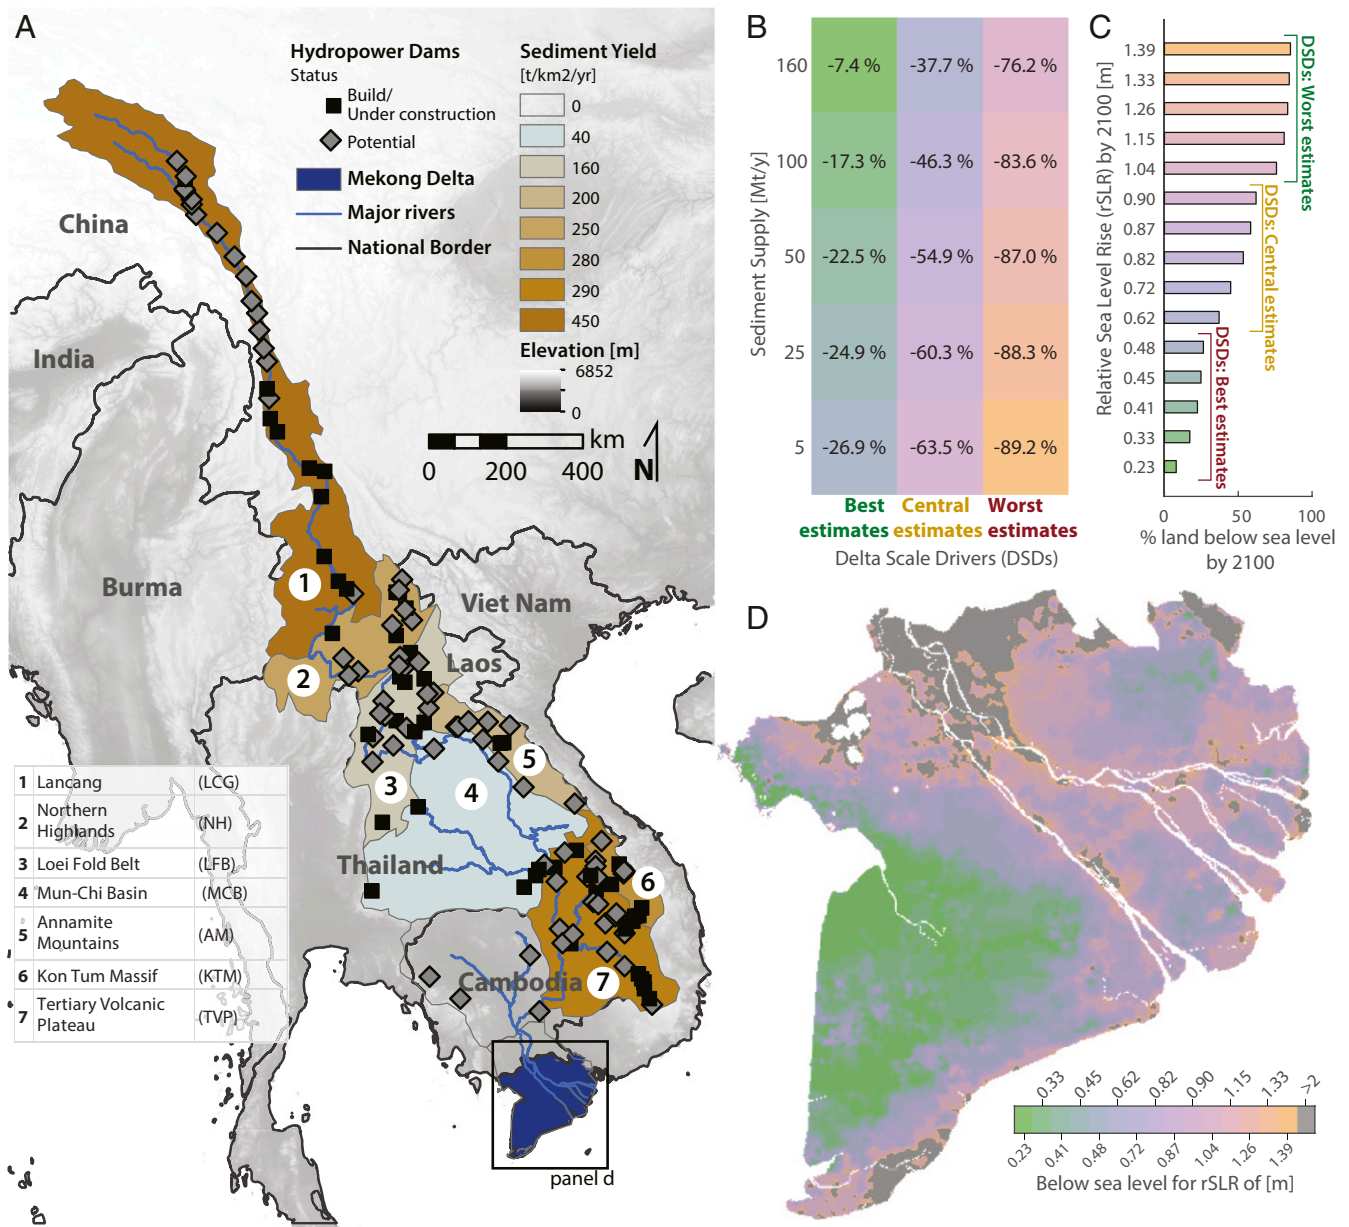 A
Hydropower Dams
Status
Build/
Under construction
Potential
Mekong Delta
Major rivers
National Border
Sediment Yield
[t/km2/yr]
0
40
160
200
250
280
290
450
Elevation [m]
6852
0
km
0 200 400
N
China
India
Burma
Viet Nam
Laos
Thailand
Cambodia
1
2
3
4
5
6
7
1 Lancang (LCG)
2 Northern Highlands (NH)
3 Loei Fold Belt (LFB)
4 Mun-Chi Basin (MCB)
5 Annamite Mountains (AM)
6 Kon Tum Massif (KTM)
7 Tertiary Volcanic Plateau (TVP)
panel d
B
Sediment Supply [Mt/y]
160 -7.4 % -37.7 % -76.2 %
100 -17.3 % -46.3 % -83.6 %
50 -22.5 % -54.9 % -87.0 %
25 -24.9 % -60.3 % -88.3 %
5 -26.9 % -63.5 % -89.2 %
Best estimates
Central estimates
Worst estimates
Delta Scale Drivers (DSDs)
C
Relative Sea Level Rise (rSLR) by 2100 [m]
1.39
1.33
1.26
1.15
1.04
0.90
0.87
0.82
0.72
0.62
0.48
0.45
0.41
0.33
0.23
DSDs: Worst estimates
DSDs: Central estimates
DSDs: Best estimates
0 50 100
% land below sea level
by 2100
D
0.33 0.45 0.62 0.82 0.90 1.15 1.33 >2
0.23 0.41 0.48 0.72 0.87 1.04 1.26 1.39
Below sea level for rSLR of [m]